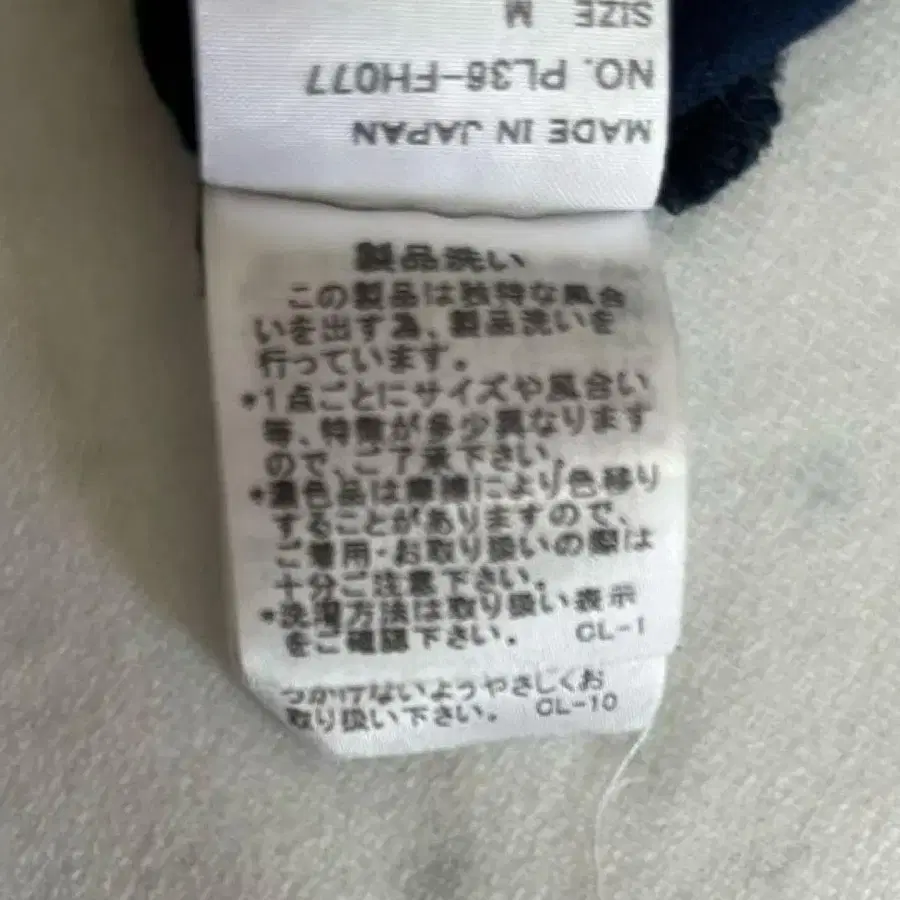 SIZE M
NO. PL36-FH077
MADE IN JAPAN
製品洗い
この製品は独特な風合
いを出す為、製品洗いを
行っています。
*1点ごとにサイズや風合い
等、特徴が多少異なります
ので、ご了承下さい。
*濃色品は摩擦により色移り
することがありますので、
ご着用・お取り扱いの際は
十分ご注意下さい。
*洗濯方法は取り扱い表示
をご確認下さい。 CL-1
つかけないようやさしくお
取り扱い下さい。 CL-10